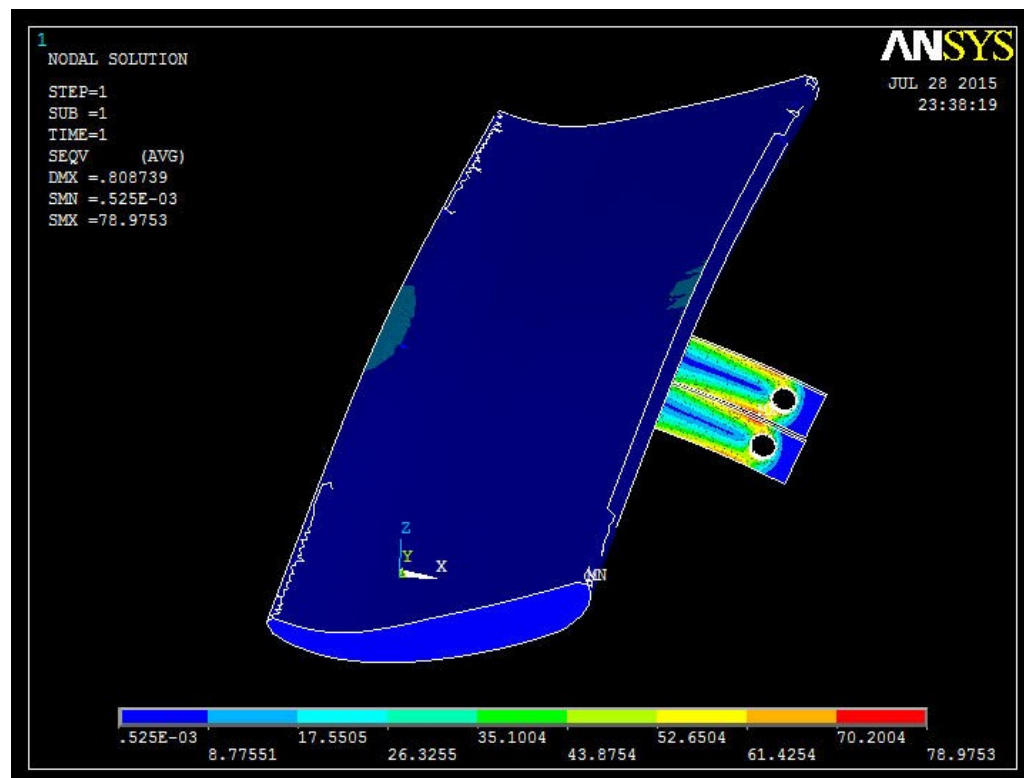 1
NODAL SOLUTION
STEP=1
SUB =1
TIME=1
SEQV (AVG)
DMX =.808739
SMN =.525E-03
SMX =78.9753
ANSYS
JUL 28 2015
23:38:19
Z
Y
X
MN
.525E-03 17.5505 35.1004 52.6504 70.2004
8.77551 26.3255 43.8754 61.4254 78.9753